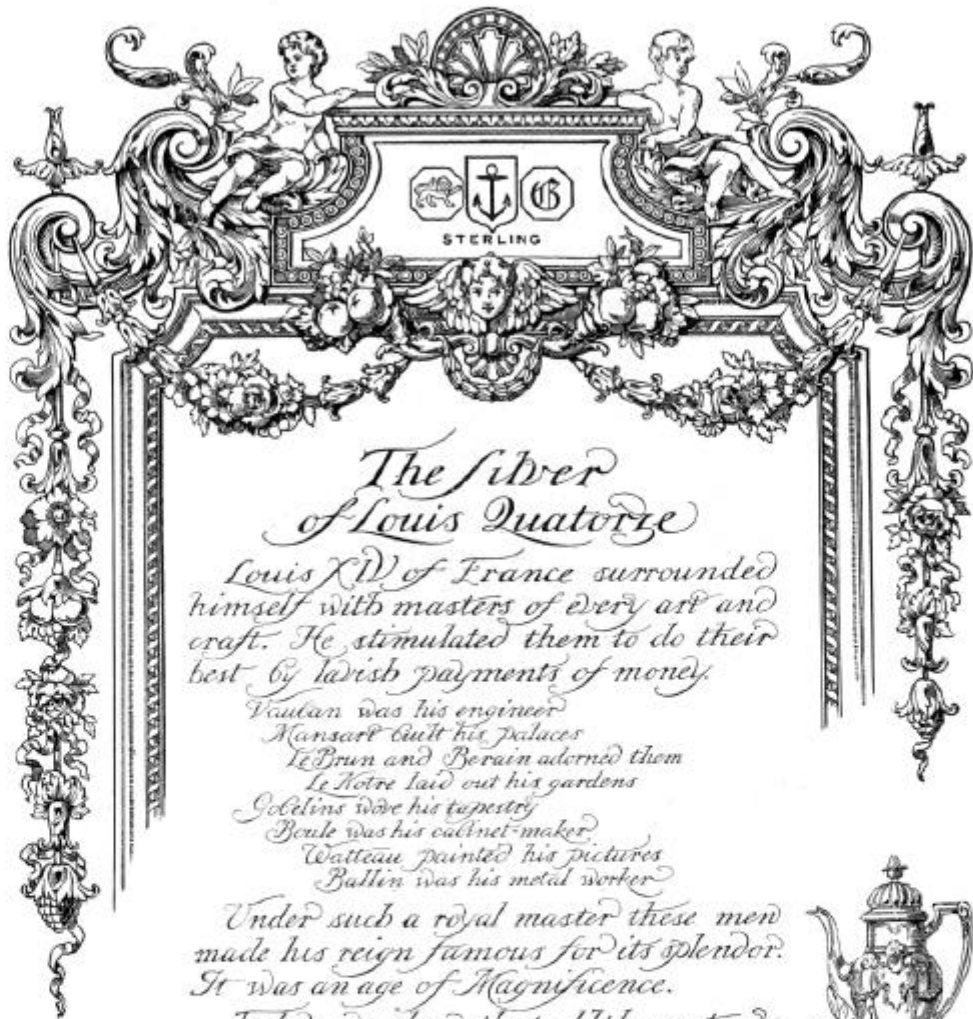 G
STERLING
The Silver
of Louis Quatorze
Louis XIV of France surrounded
himself with masters of every art and
craft. He stimulated them to do their
best by lavish payments of money.
Vauban was his engineer
Mansart built his palaces
Le Brun and Berain adorned them
Le Notre laid out his gardens
Gobelins wove his tapestry
Boule was his cabinet-maker
Watteau painted his pictures
Ballin was his metal worker
Under such a royal master these men
made his reign famous for its splendor.
It was an age of Magnificence.